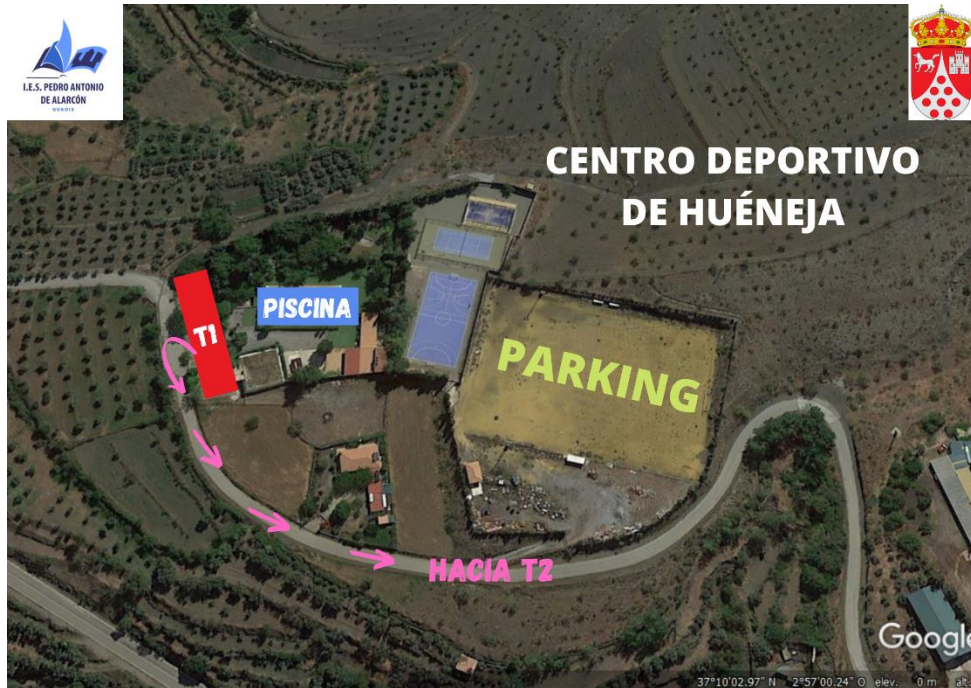 I.E.S. PEDRO ANTONIO
DE ALARCÓN
GUADIX
CENTRO DEPORTIVO
DE HUÉNEJA
T1
PISCINA
PARKING
HACIA T2
Google
37°10'02.97" N 2°57'00.24" O elev. 0 m alt